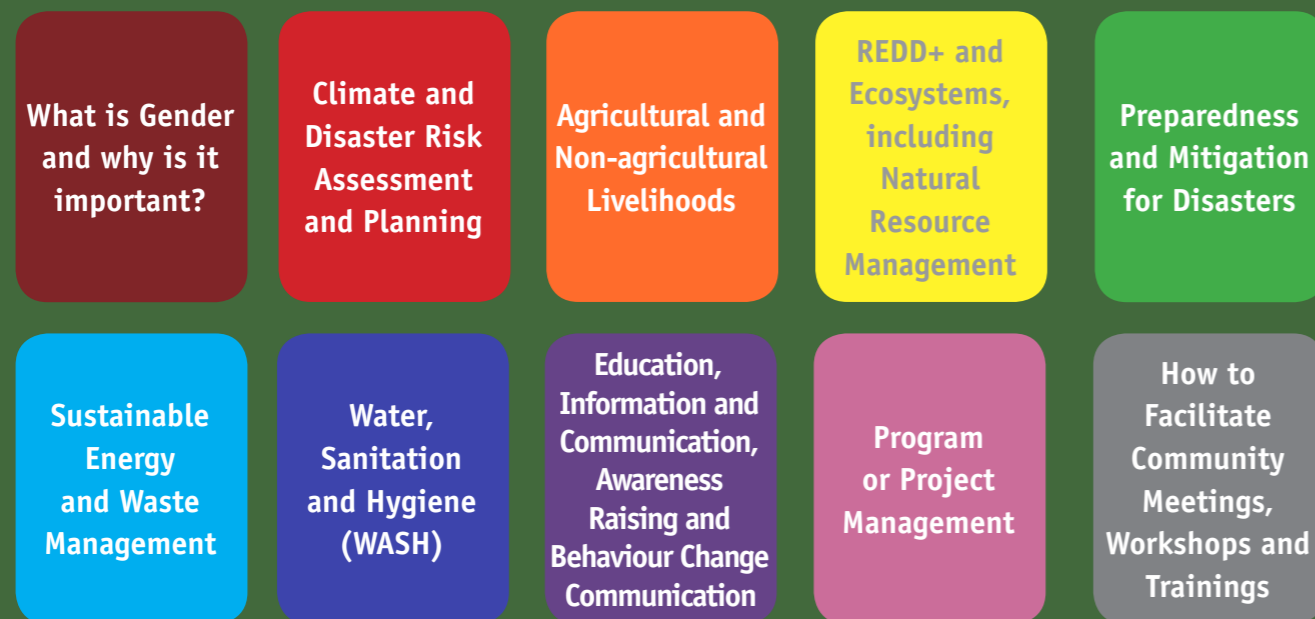 What is Gender
and why is it
important?
Climate and
Disaster Risk
Assessment
and Planning
Agricultural and
Non-agricultural
Livelihoods
REDD+ and
Ecosystems,
including
Natural
Resource
Management
Preparedness
and Mitigation
for Disasters
Sustainable
Energy
and Waste
Management
Water,
Sanitation
and Hygiene
(WASH)
Education,
Information and
Communication,
Awareness
Raising and
Behaviour Change
Communication
Program
or Project
Management
How to
Facilitate
Community
Meetings,
Workshops and
Trainings